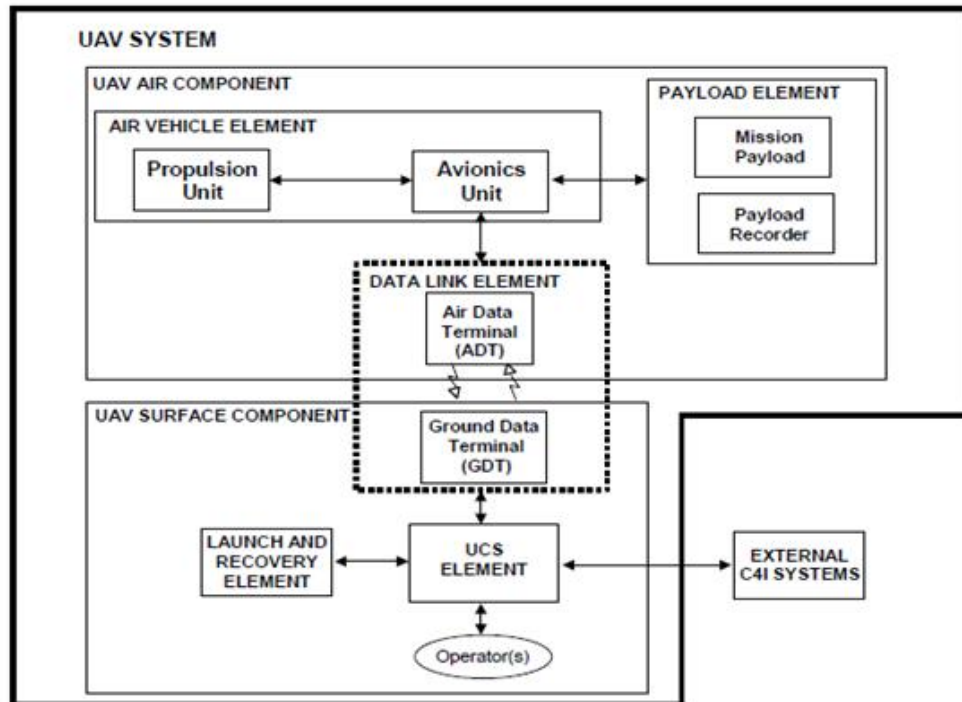 UAV SYSTEM
UAV AIR COMPONENT
AIR VEHICLE ELEMENT
Propulsion
Unit
Avionics
Unit
PAYLOAD ELEMENT
Mission
Payload
Payload
Recorder
DATA LINK ELEMENT
Air Data
Terminal
(ADT)
UAV SURFACE COMPONENT
Ground Data
Terminal
(GDT)
LAUNCH AND
RECOVERY
ELEMENT
UCS
ELEMENT
EXTERNAL
C4I SYSTEMS
Operator(s)